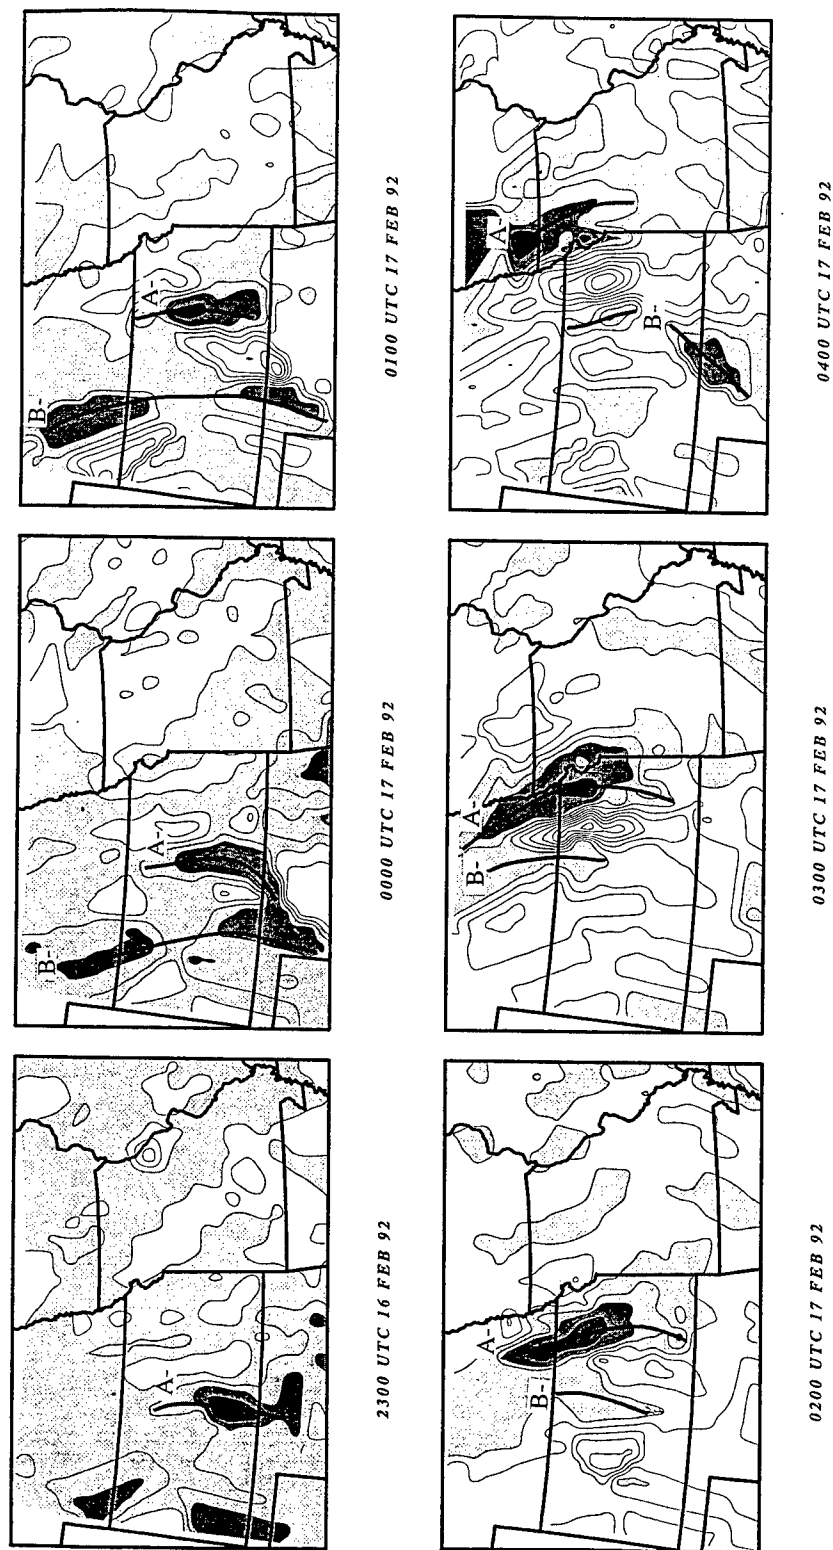 A-
2300 UTC 16 FEB 92
B-
A-
0000 UTC 17 FEB 92
B-
A-
0100 UTC 17 FEB 92
A-
B-
0200 UTC 17 FEB 92
A-
B-
0300 UTC 17 FEB 92
A-
B-
0400 UTC 17 FEB 92